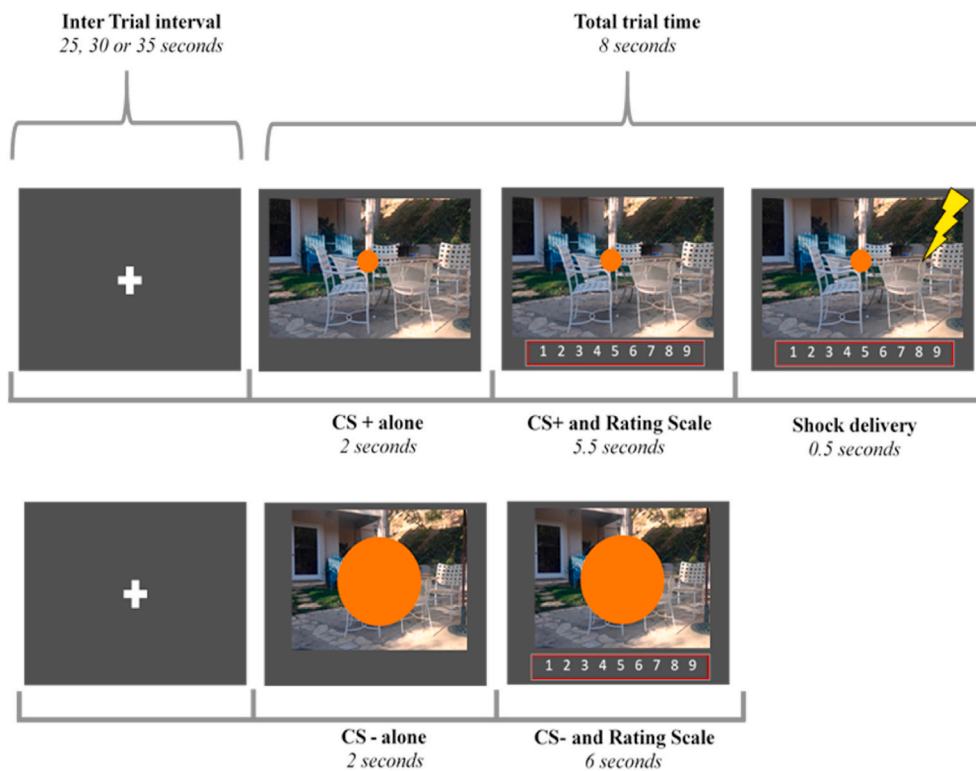 Inter Trial interval
25, 30 or 35 seconds
Total trial time
8 seconds
1 2 3 4 5 6 7 8 9
1 2 3 4 5 6 7 8 9
CS + alone
2 seconds
CS+ and Rating Scale
5.5 seconds
Shock delivery
0.5 seconds
1 2 3 4 5 6 7 8 9
CS - alone
2 seconds
CS- and Rating Scale
6 seconds